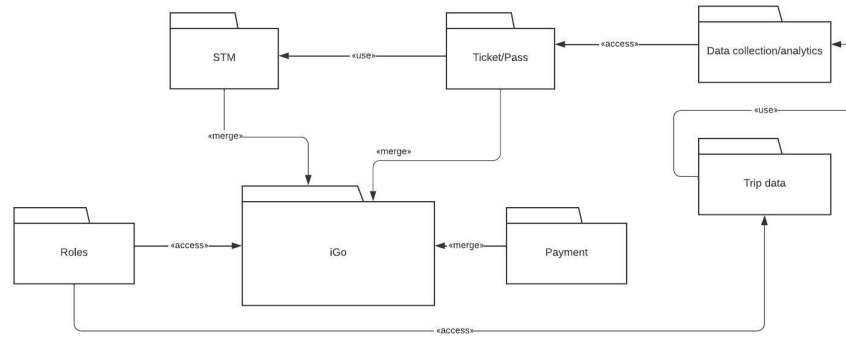 «access»
Data collection/analytics
STM
«use»
Ticket/Pass
«use»
«merge»
«merge»
Trip data
Roles
«access»
iGo
«merge»
Payment
«access»